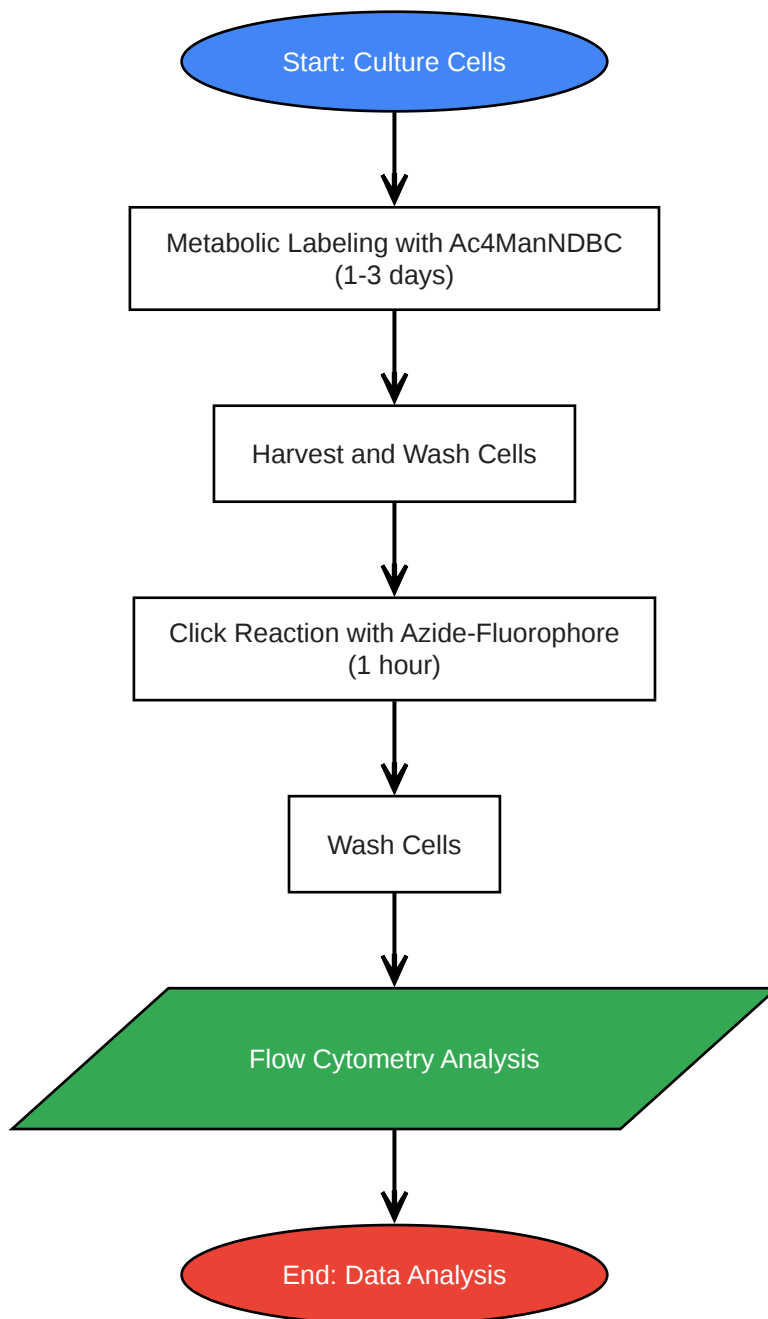 Start: Culture Cells
Metabolic Labeling with Ac4ManNDBC
(1-3 days)
Harvest and Wash Cells
Click Reaction with Azide-Fluorophore
(1 hour)
Wash Cells
Flow Cytometry Analysis
End: Data Analysis